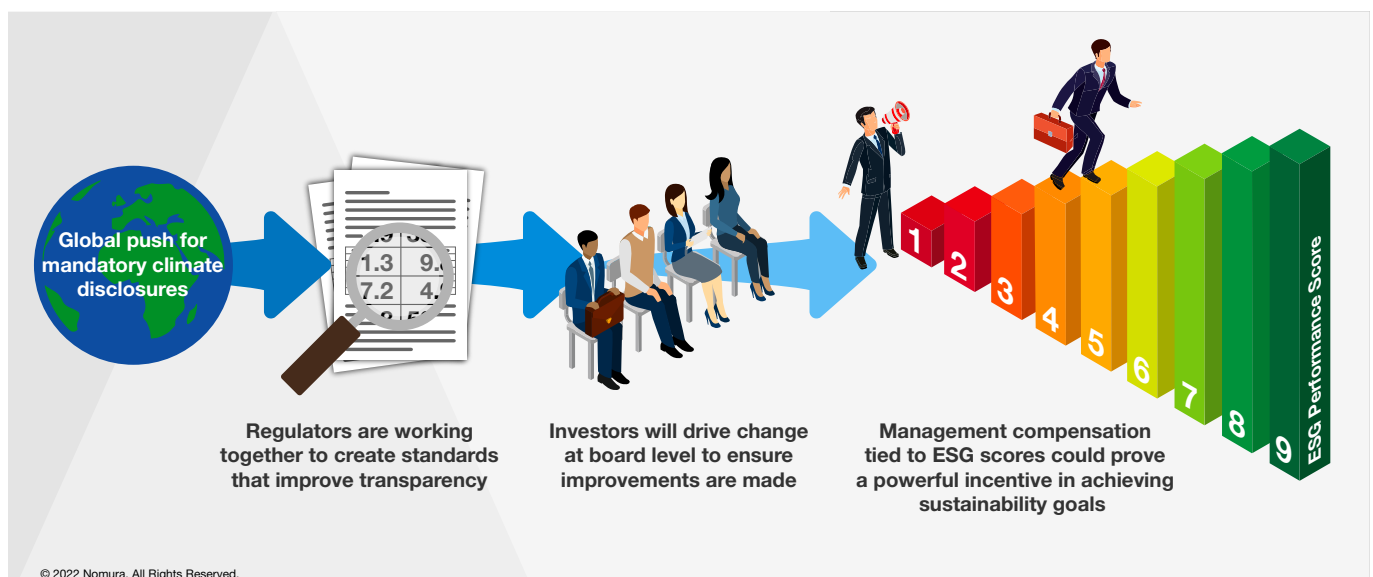 Global push for
mandatory climate
disclosures
1.3 9.
7.2 4.
Regulators are working
together to create standards
that improve transparency
Investors will drive change
at board level to ensure
improvements are made
Management compensation
tied to ESG scores could prove
a powerful incentive in achieving
sustainability goals
1
2
3
4
5
6
7
8
9
ESG Performance Score
© 2022 Nomura. All Rights Reserved.